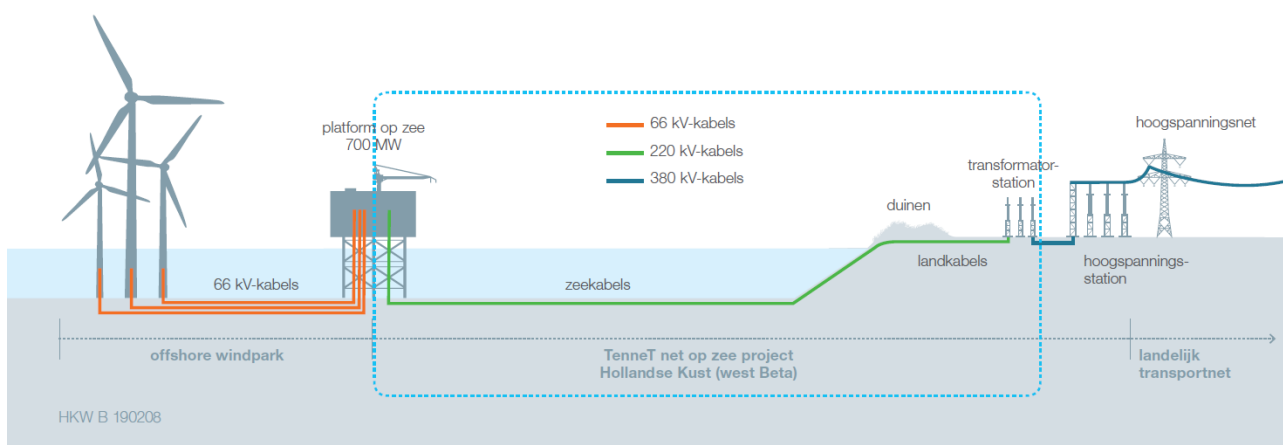 platform op zee
700 MW
66 kV-kabels
220 kV-kabels
380 kV-kabels
hoogspanningsnet
transformator-
station
duinen
66 kV-kabels
zeekabels
landkabels
hoogspannings-
station
offshore windpark
TenneT net op zee project
Hollandse Kust (west Beta)
landelijk
transportnet
HKW B 190208